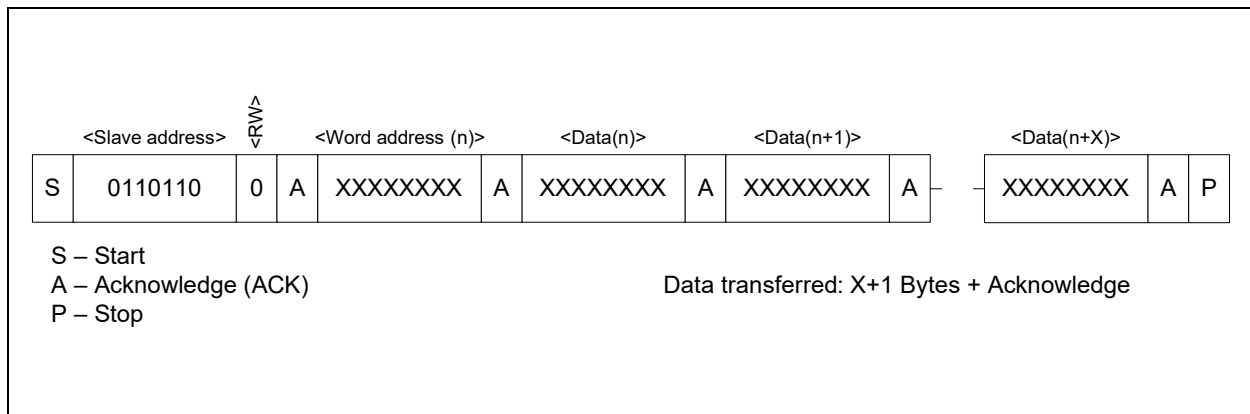 <Slave address> <RW> <Word address (n)> <Data(n)> <Data(n+1)> <Data(n+X)>
S 0110110 0 A XXXXXXXX A XXXXXXXX A XXXXXXXX A XXXXXXXX A P
S – Start
A – Acknowledge (ACK) Data transferred: X+1 Bytes + Acknowledge
P – Stop